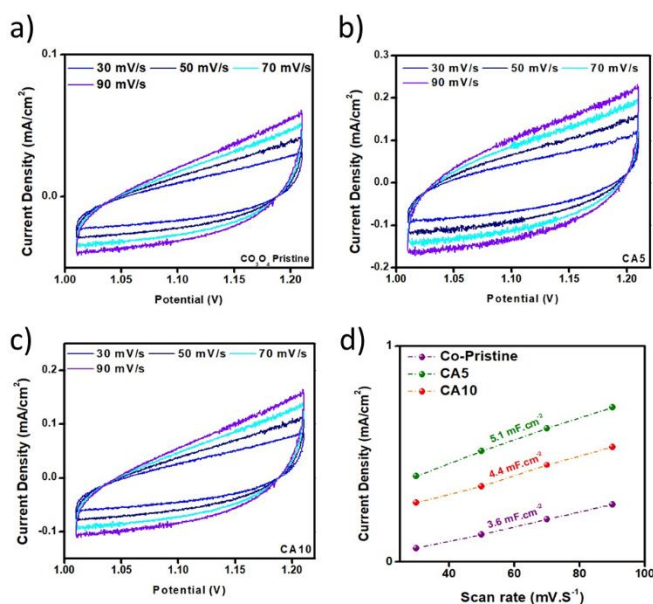 a)
0.1
30 mV/s 50 mV/s 70 mV/s
90 mV/s
0.0
Current Density (mA/cm²)
CO₃O₄ Pristine
1.00 1.05 1.10 1.15 1.20
Potential (V)
b)
0.3
30 mV/s 50 mV/s 70 mV/s
90 mV/s
0.2
0.1
0.0
-0.1
-0.2
Current Density (mA/cm²)
CA5
1.00 1.05 1.10 1.15 1.20
Potential (V)
c)
0.2
30 mV/s 50 mV/s 70 mV/s
90 mV/s
0.1
0.0
-0.1
Current Density (mA/cm²)
CA10
1.00 1.05 1.10 1.15 1.20
Potential (V)
d)
1
Co-Pristine
CA5
CA10
5.1 mF.cm⁻²
4.4 mF.cm⁻²
3.6 mF.cm⁻²
0
Current Density (mA/cm²)
40 60 80 100
Scan rate (mV.S⁻¹)